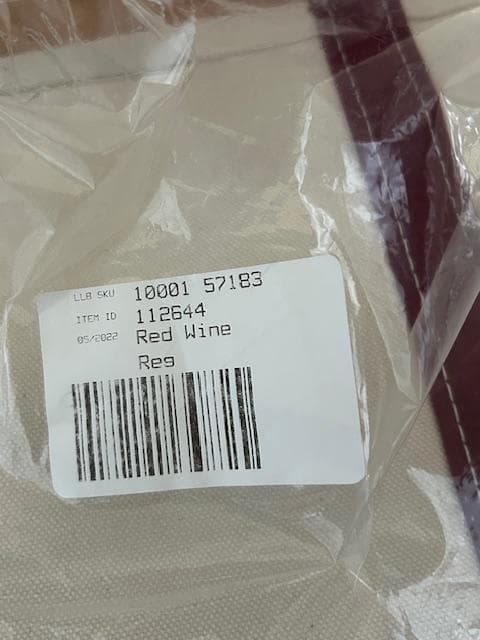 LLB SKU 10001 57183
ITEM ID 112644
05/2022 Red Wine
Reg